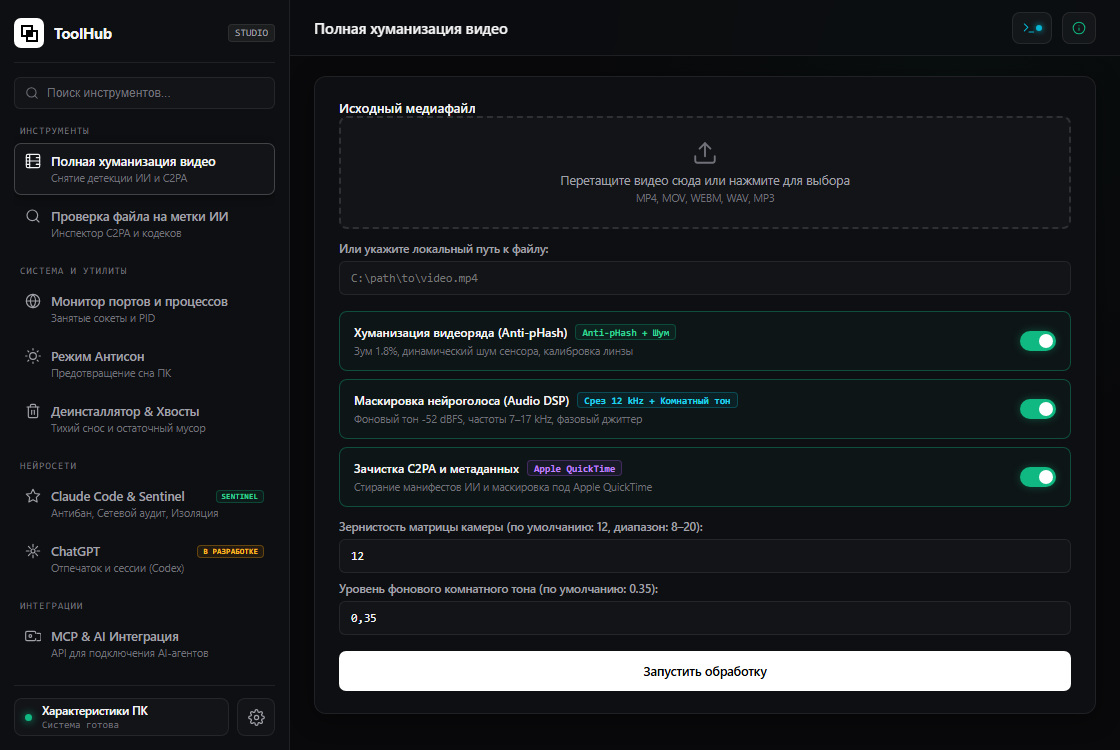 ToolHub
STUDIO
Поиск инструментов...
ИНСТРУМЕНТЫ
Полная хуманизация видео
Снятие детекции ИИ и C2PA
Проверка файла на метки ИИ
Инспектор C2PA и кодеков
СИСТЕМА И УТИЛИТЫ
Монитор портов и процессов
Занятые сокеты и PID
Режим Антисон
Предотвращение сна ПК
Деинсталлятор & Хвосты
Тихий снос и остаточный мусор
НЕЙРОСЕТИ
Claude Code & Sentinel
SENTINEL
Антибан, Сетевой аудит, Изоляция
ChatGPT
В РАЗРАБОТКЕ
Отпечаток и сессии (Codex)
ИНТЕГРАЦИИ
MCP & AI Интеграция
API для подключения AI-агентов
Характеристики ПК
Система готова
Полная хуманизация видео
Исходный медиафайл
Перетащите видео сюда или нажмите для выбора
MP4, MOV, WEBM, WAV, MP3
Или укажите локальный путь к файлу:
C:\path\to\video.mp4
Хуманизация видеоряда (Anti-pHash)
Anti-pHash + Шум
Зум 1.8%, динамический шум сенсора, калибровка линзы
Маскировка нейроголоса (Audio DSP)
Срез 12 kHz + Комнатный тон
Фоновый тон -52 dBFS, частоты 7–17 kHz, фазовый джиттер
Зачистка C2PA и метаданных
Apple QuickTime
Стирание манифестов ИИ и маскировка под Apple QuickTime
Зернистость матрицы камеры (по умолчанию: 12, диапазон: 8–20):
12
Уровень фонового комнатного тона (по умолчанию: 0.35):
0,35
Запустить обработку